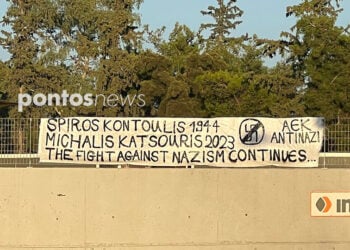 pontosnews
SPIROS KONTOULIS 1944
MICHALIS KATSOURIS 2023
THE FIGHT AGAINST NAZISM CONTINUES...
AEK
ANTINAZI